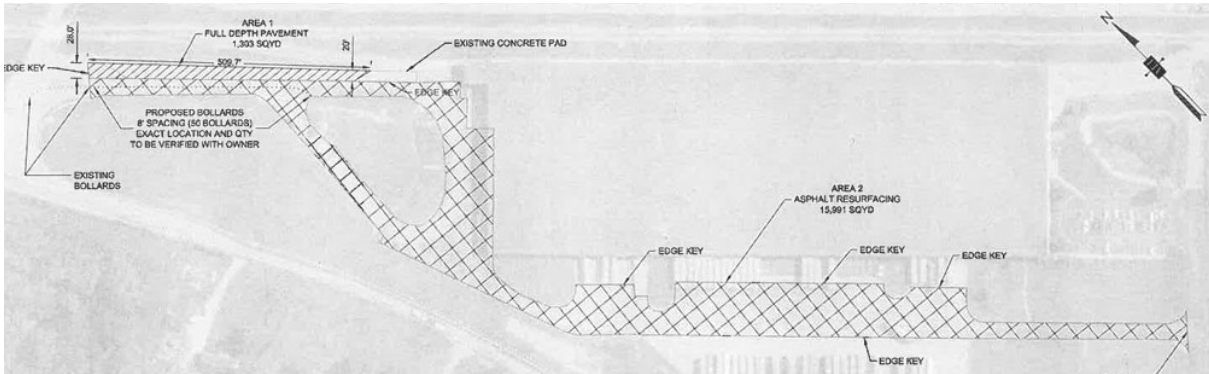 AREA 1
FULL DEPTH PAVEMENT
1,303 SQYD
28.0'
509.7'
20'
EXISTING CONCRETE PAD
EDGE KEY
EDGE KEY
PROPOSED BOLLARDS
8' SPACING (50 BOLLARDS)
EXACT LOCATION AND QTY
TO BE VERIFIED WITH OWNER
EXISTING
BOLLARDS
AREA 2
ASPHALT RESURFACING
15,991 SQYD
EDGE KEY
EDGE KEY
EDGE KEY
EDGE KEY
N